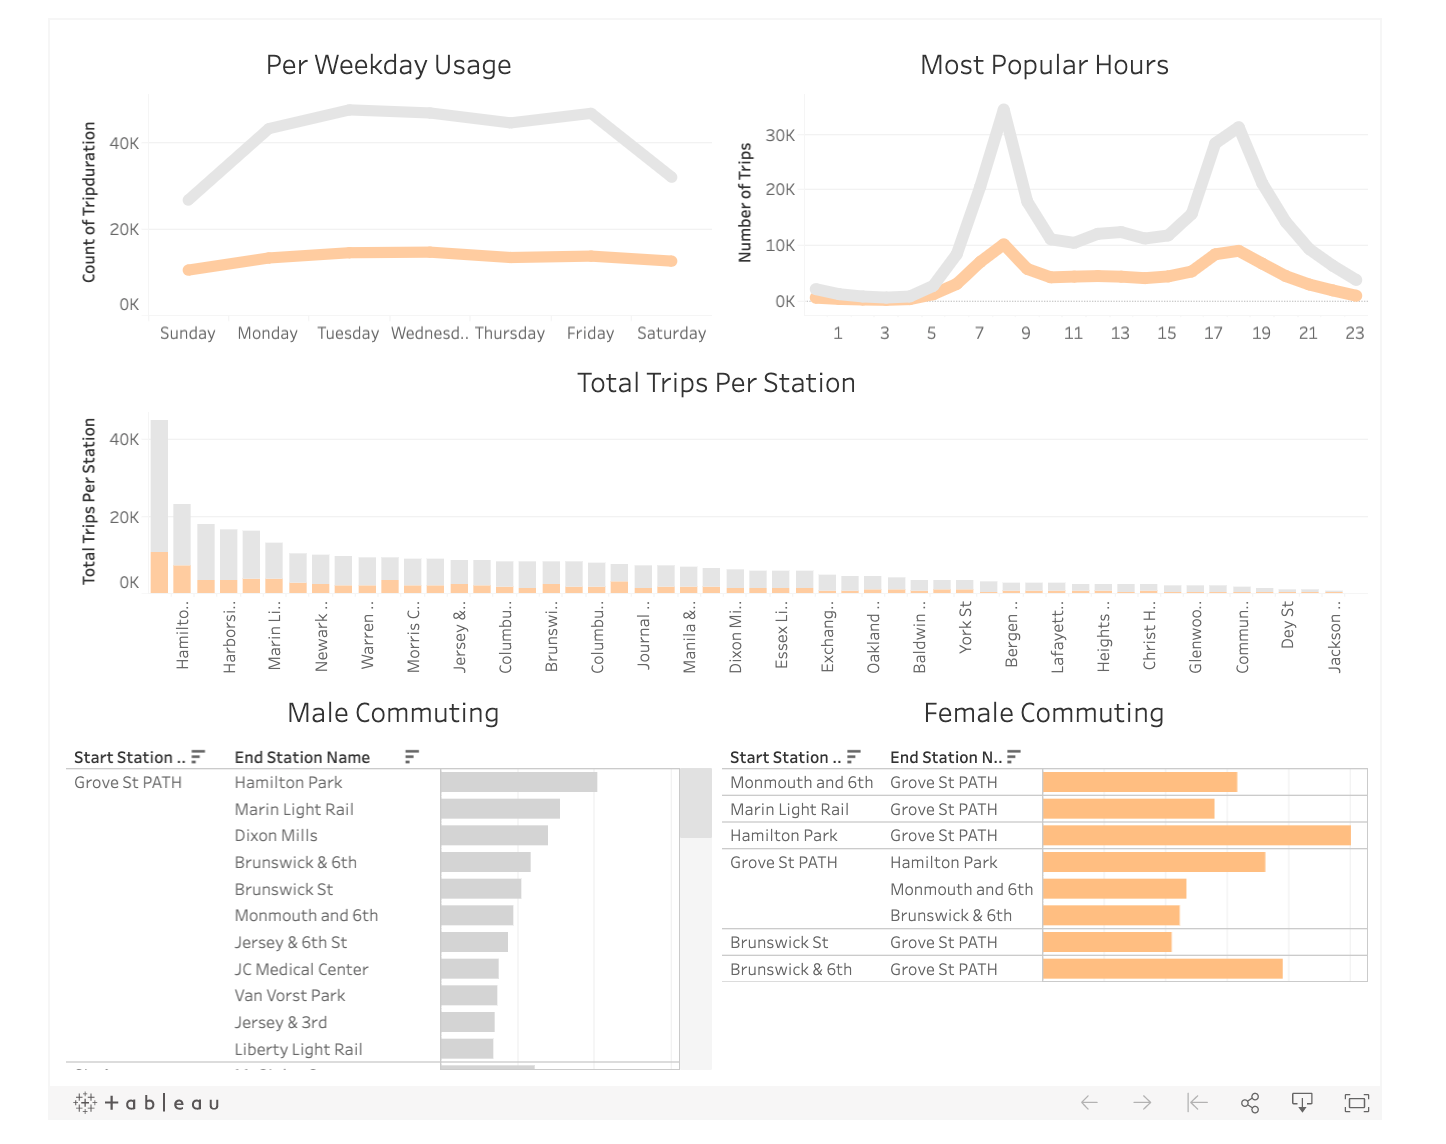 Per Weekday Usage
Count of Tripduration
40K
20K
0K
Sunday Monday Tuesday Wednesd.. Thursday Friday Saturday
Most Popular Hours
Number of Trips
30K
20K
10K
0K
1 3 5 7 9 11 13 15 17 19 21 23
Total Trips Per Station
Total Trips Per Station
40K
20K
0K
Hamilto..
Harborsi..
Marin Li..
Newark ..
Warren ..
Morris C..
Jersey &..
Columbu..
Brunswi..
Columbu..
Journal ..
Manila &..
Dixon Mi..
Essex Li..
Exchang..
Oakland ..
Baldwin ..
York St
Bergen ..
Lafayett..
Heights ..
Christ H..
Glenwoo..
Commun..
Dey St
Jackson ..
Male Commuting
Start Station .. End Station Name
Grove St PATH Hamilton Park
Marin Light Rail
Dixon Mills
Brunswick & 6th
Brunswick St
Monmouth and 6th
Jersey & 6th St
JC Medical Center
Van Vorst Park
Jersey & 3rd
Liberty Light Rail
Female Commuting
Start Station .. End Station N..
Monmouth and 6th Grove St PATH
Marin Light Rail Grove St PATH
Hamilton Park Grove St PATH
Grove St PATH Hamilton Park
Monmouth and 6th
Brunswick & 6th
Brunswick St Grove St PATH
Brunswick & 6th Grove St PATH
+ableau